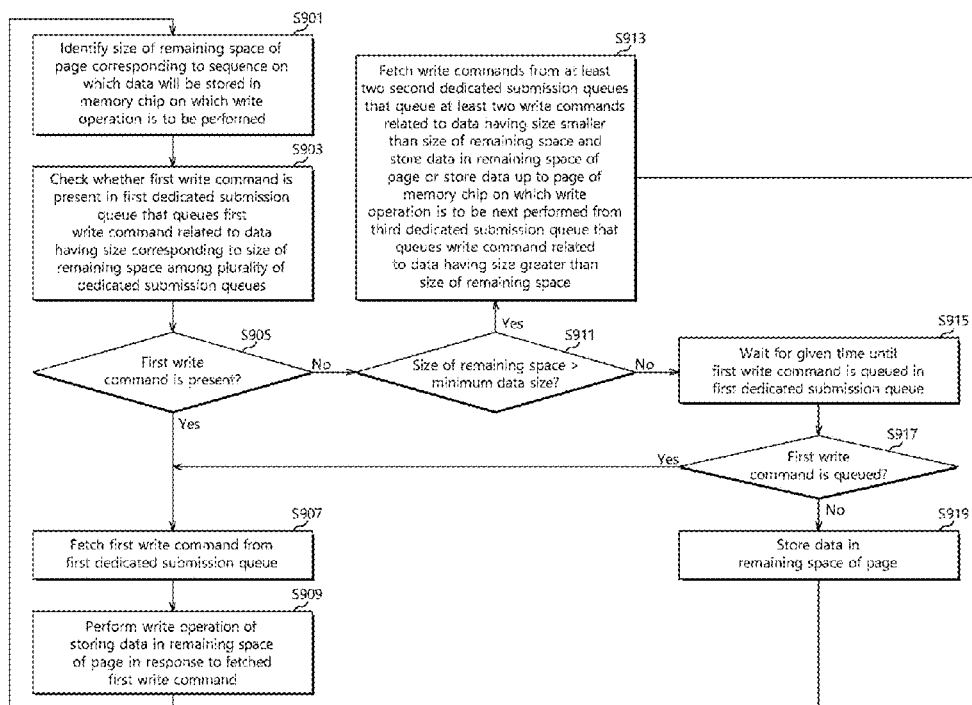 S901
Identify size of remaining space of
page corresponding to sequence on
which data will be stored in
memory chip on which write
operation is to be performed
S903
Check whether first write command is
present in first dedicated submission
queue that queues first
write command related to data
having size corresponding to size of
remaining space among plurality of
dedicated submission queues
S905
First write
command is present?
No
Yes
S907
Fetch first write command from
first dedicated submission queue
S909
Perform write operation of
storing data in remaining space
of page in response to fetched
first write command
S913
Fetch write commands from at least
two second dedicated submission queues
that queue at least two write commands
related to data having size smaller
than size of remaining space and
store data in remaining space of
page or store data up to page of
memory chip on which write
operation is to be next performed from
third dedicated submission queue that
queues write command related
to data having size greater than
size of remaining space
Yes
S911
Size of remaining space >
minimum data size?
No
S915
Wait for given time until
first write command is queued in
first dedicated submission queue
S917
First write
command is queued?
Yes
No
S919
Store data in
remaining space of page